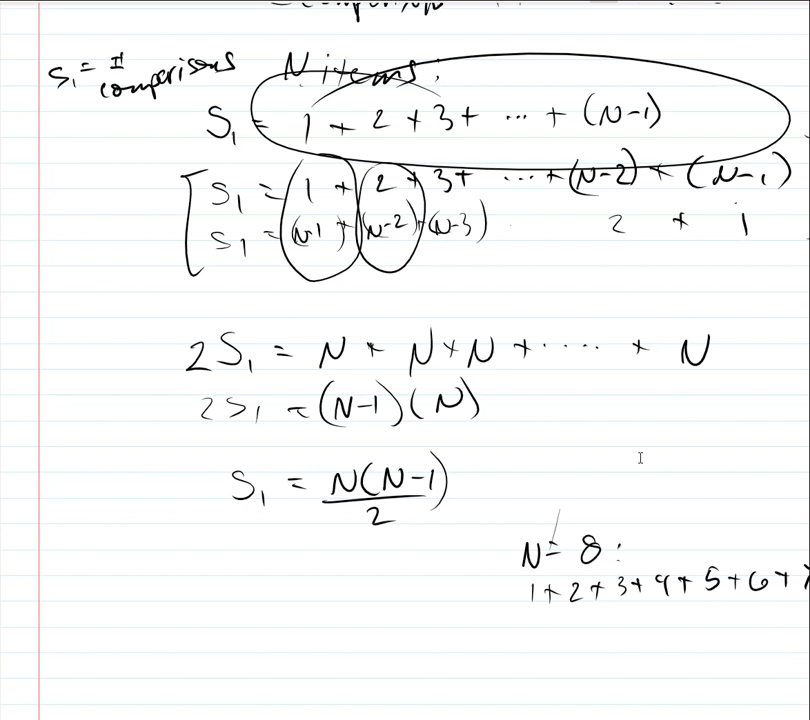 S₁ = # comparisons N items:
S₁ = 1 + 2 + 3 + ... + (N-1)
S₁ = 1 + 2 + 3 + ... + (N-2) + (N-1)
S₁ = (N-1) + (N-2) + (N-3) 2 + 1
2S₁ = N + N + N + ..... + N
2S₁ = (N-1)(N)
S₁ = N(N-1)/2
N = 8:
1 + 2 + 3 + 4 + 5 + 6 + 7